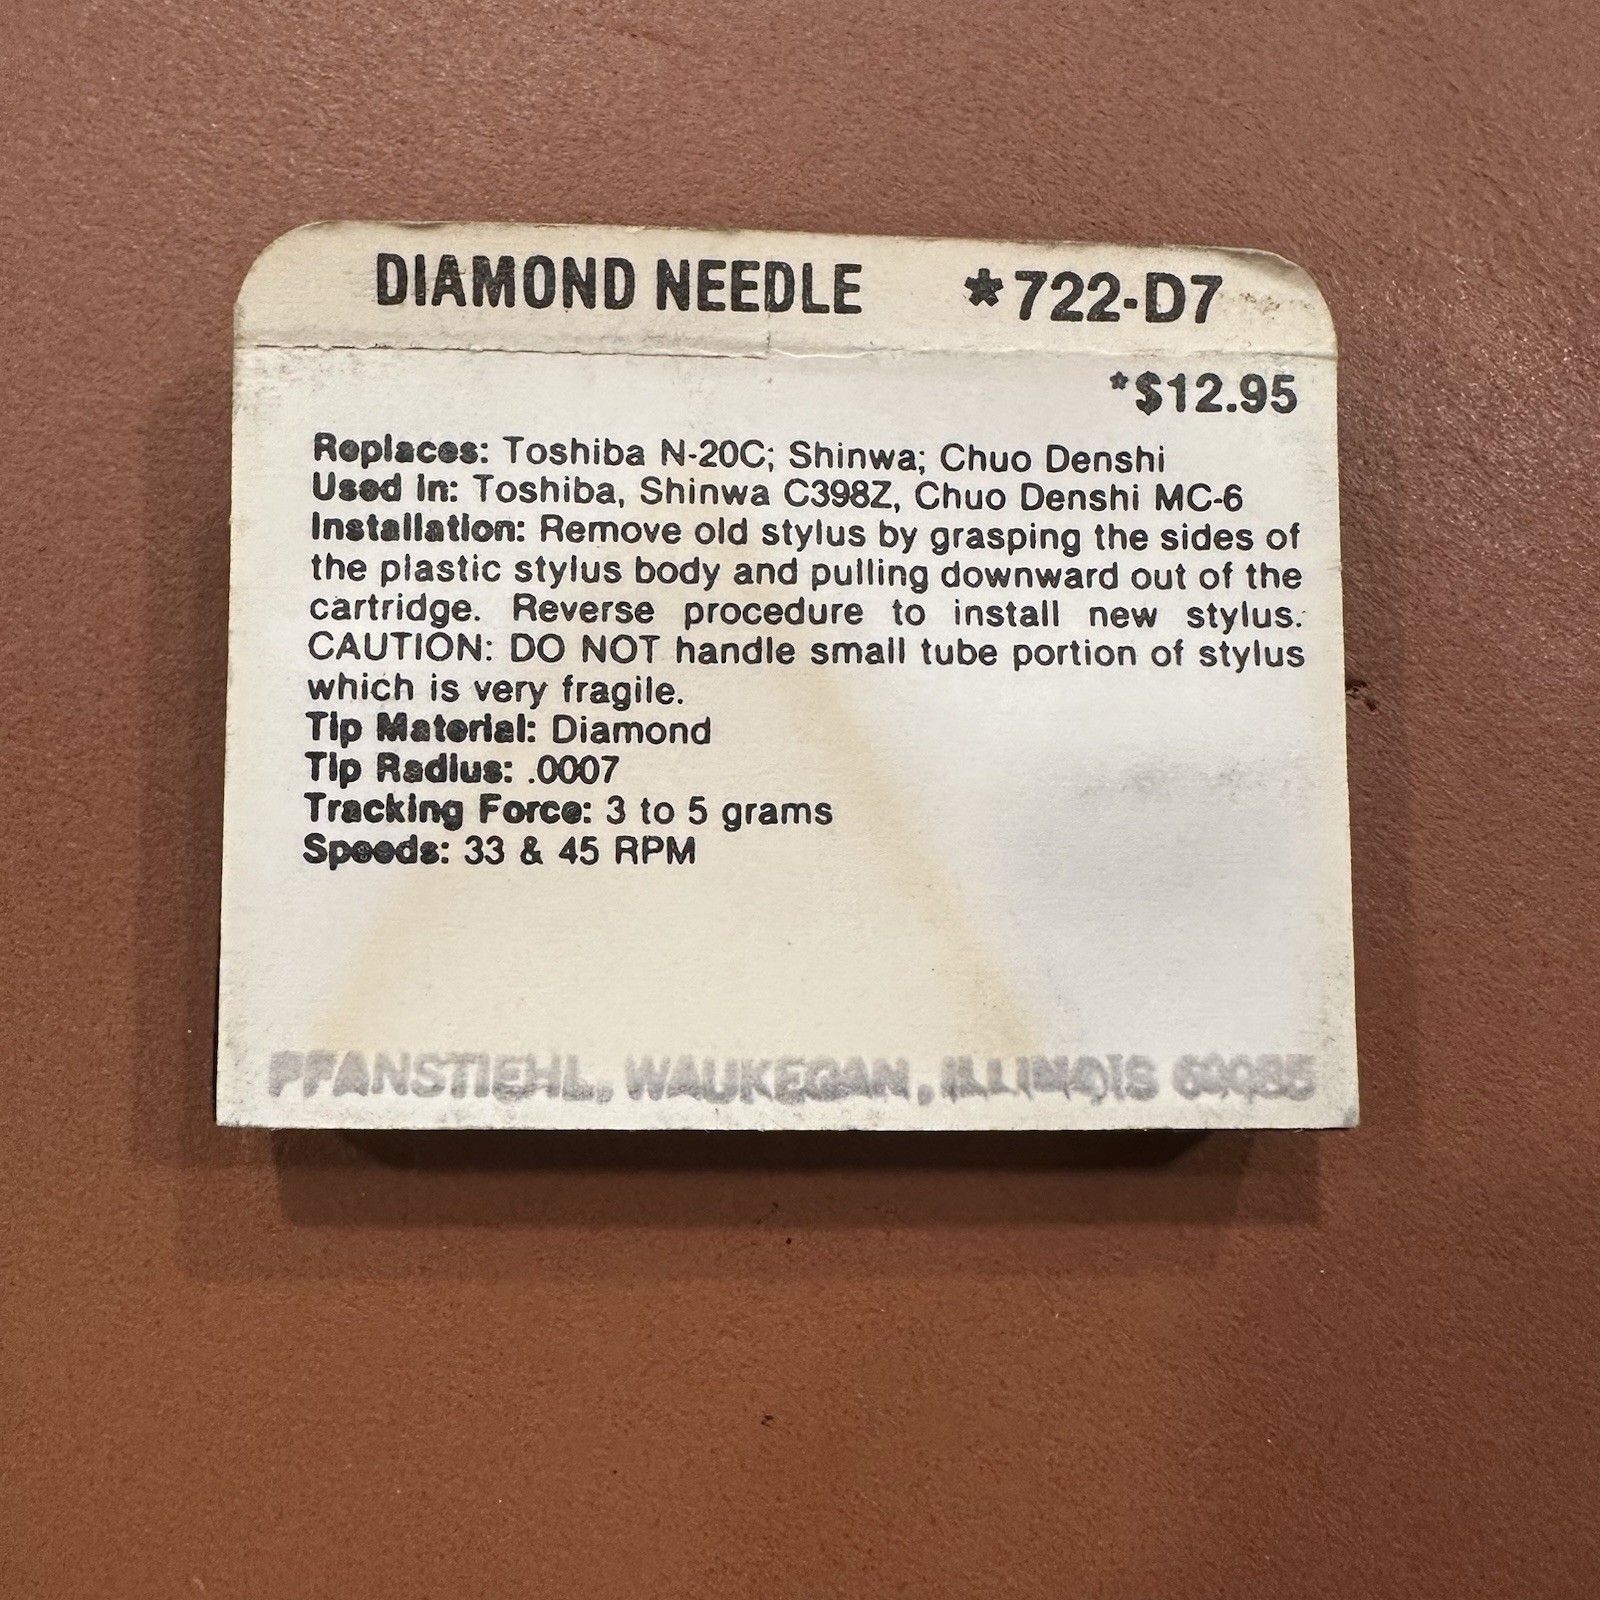 DIAMOND NEEDLE *722-D7
*$12.95
Replaces: Toshiba N-20C; Shinwa; Chuo Denshi
Used In: Toshiba, Shinwa C398Z, Chuo Denshi MC-6
Installation: Remove old stylus by grasping the sides of
the plastic stylus body and pulling downward out of the
cartridge. Reverse procedure to install new stylus.
CAUTION: DO NOT handle small tube portion of stylus
which is very fragile.
Tip Material: Diamond
Tip Radius: .0007
Tracking Force: 3 to 5 grams
Speeds: 33 & 45 RPM
PFANSTIEHL, WAUKEGAN, ILLINOIS 60085